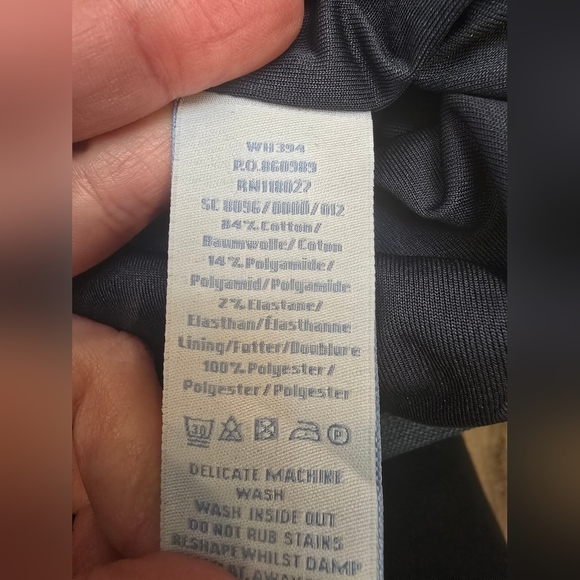 WH394
P.O.860989
RN118027
SC 8096/0000/012
84% Cotton/
Baumwolle/Coton
14% Polyamide/
Polyamid/Polyamide
2% Elastane/
Elasthan/Élasthanne
Lining/Futter/Doublure
100% Polyester/
Polyester/Polyester
30 P
DELICATE MACHINE
WASH
WASH INSIDE OUT
DO NOT RUB STAINS
RESHAPE WHILST DAMP